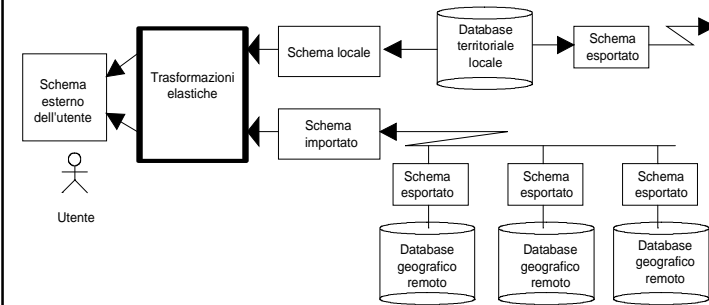 Schema
esterno
dell'utente
Utente
Trasformazioni
elastiche
Schema locale
Schema
importato
Database
territoriale
locale
Schema
esportato
Schema
esportato
Schema
esportato
Schema
esportato
Database
geografico
remoto
Database
geografico
remoto
Database
geografico
remoto